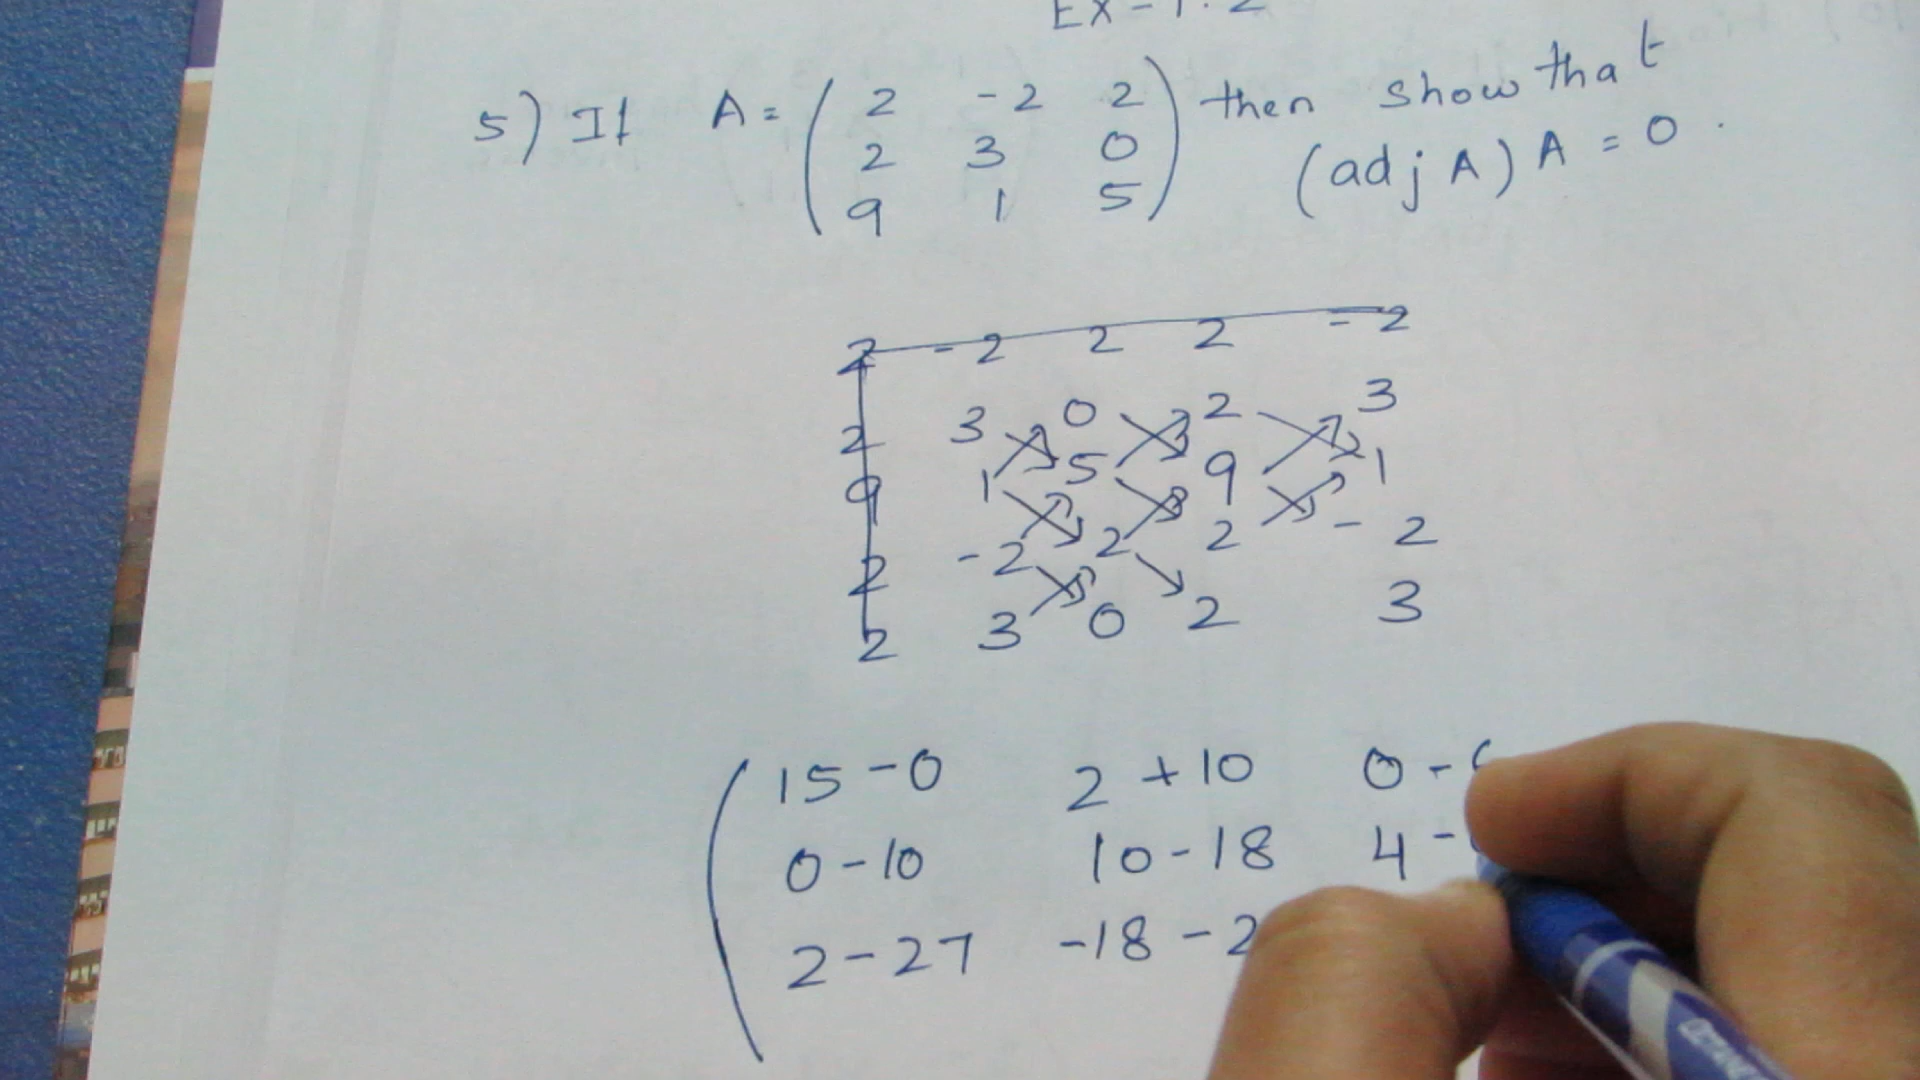 Ex - 1.2
5) If A = ( 2 -2 2 ) then show that
2 3 0 (adj A) A = 0.
9 1 5
2 -2 2 2 -2
2 3 0 2 3
9 1 5 9 1
2 -2 2 2 -2
2 3 0 2 3
( 15 - 0 2 + 10 0 -
0 - 10 10 - 18 4 -
2 - 27 -18 - 2